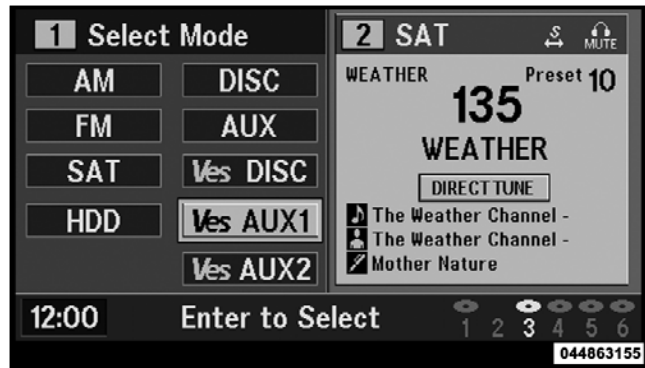 1 Select Mode
AM
DISC
FM
AUX
SAT
Ves DISC
HDD
Ves AUX1
Ves AUX2
2 SAT
S
MUTE
WEATHER
Preset 10
135
WEATHER
DIRECT TUNE
The Weather Channel -
The Weather Channel -
Mother Nature
12:00
Enter to Select
1 2 3 4 5 6
044863155